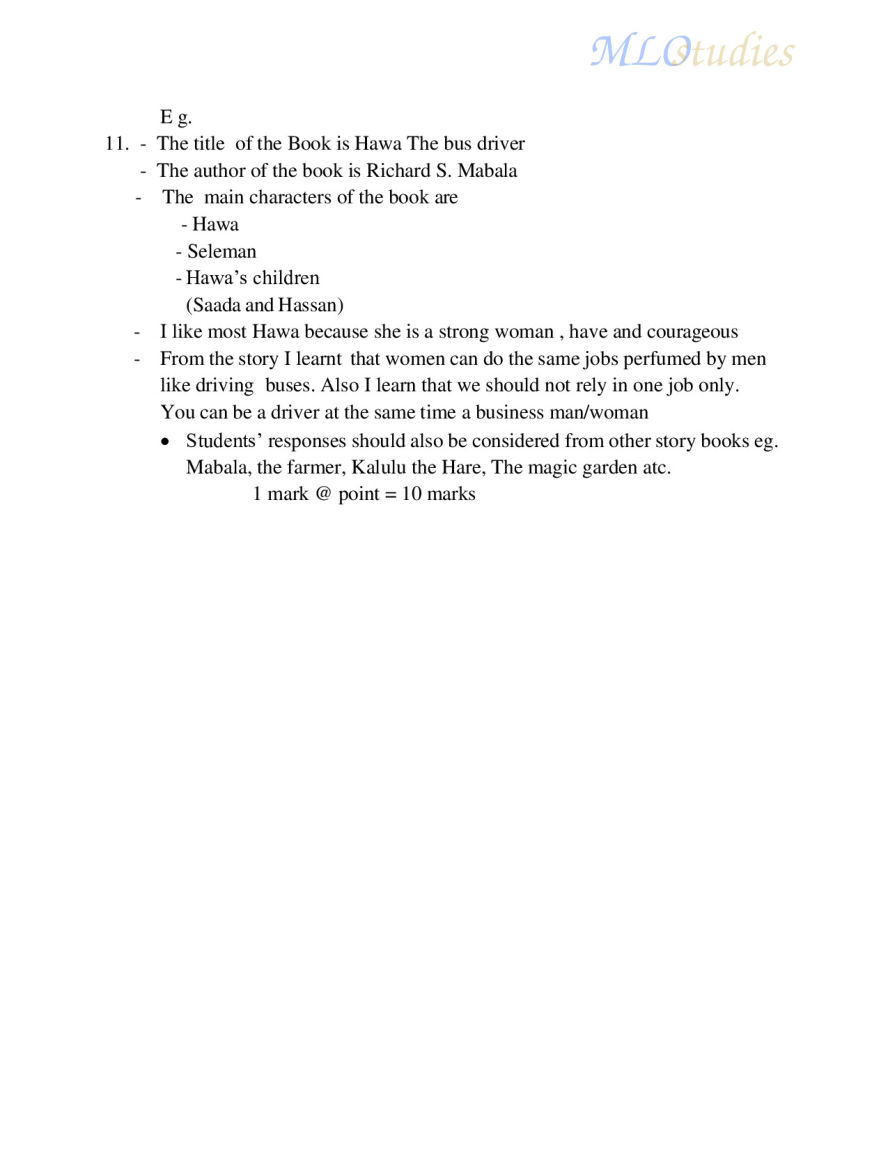 MLOstudies
E g.
11. - The title of the Book is Hawa The bus driver
- The author of the book is Richard S. Mabala
- The main characters of the book are
- Hawa
- Seleman
- Hawa’s children
(Saada and Hassan)
- I like most Hawa because she is a strong woman , have and courageous
- From the story I learnt that women can do the same jobs perfumed by men
like driving buses. Also I learn that we should not rely in one job only.
You can be a driver at the same time a business man/woman
• Students’ responses should also be considered from other story books eg.
Mabala, the farmer, Kalulu the Hare, The magic garden atc.
1 mark @ point = 10 marks